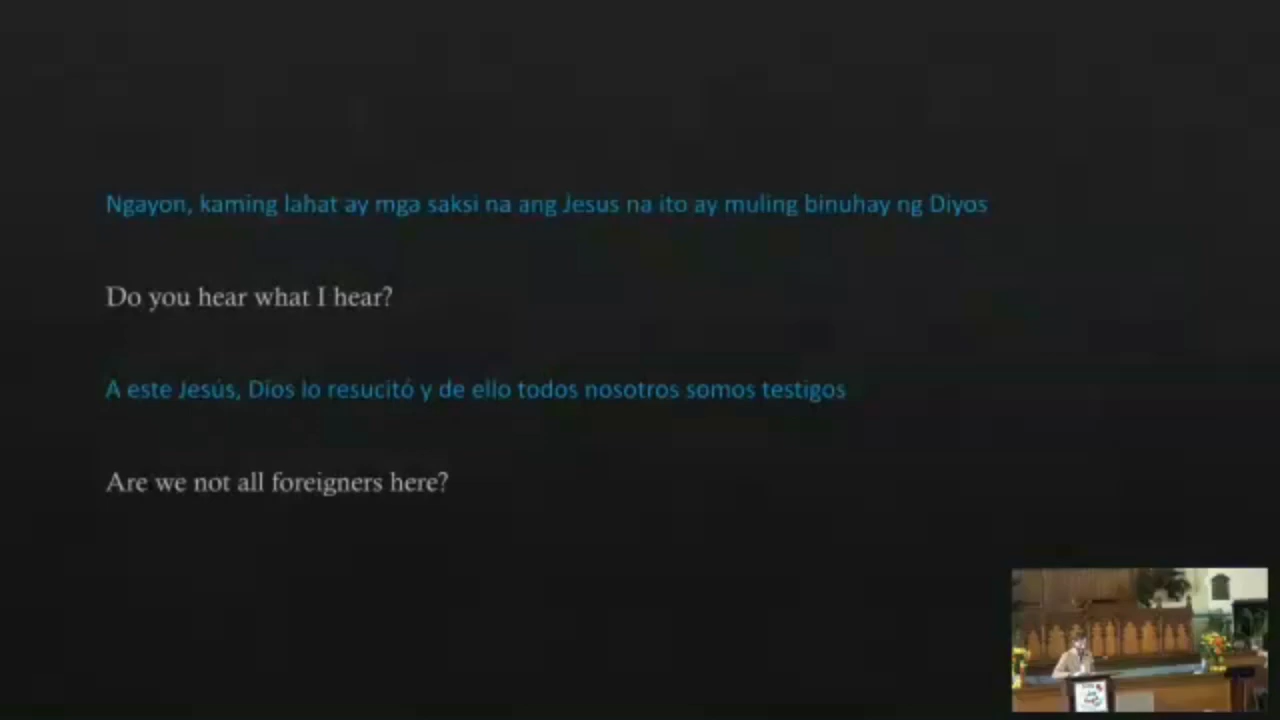 Ngayon, kaming lahat ay mga saksi na ang Jesus na ito ay muling binuhay ng Diyos
Do you hear what I hear?
A este Jesús, Dios lo resucitó y de ello todos nosotros somos testigos
Are we not all foreigners here?